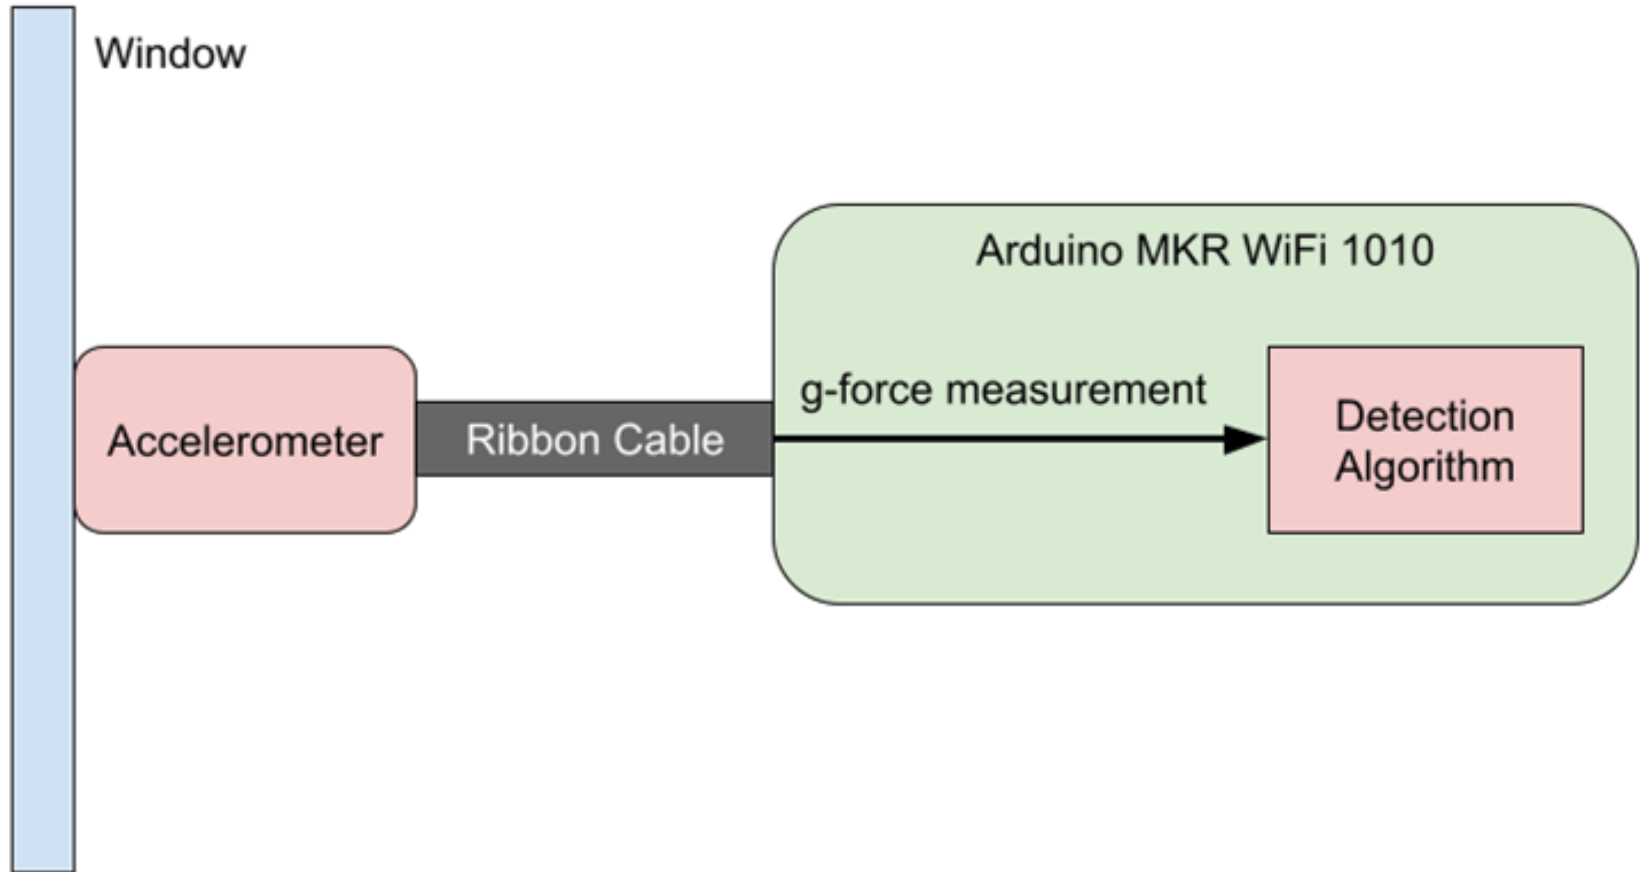 Window
Arduino MKR WiFi 1010
g-force measurement
Accelerometer
Ribbon Cable
Detection
Algorithm